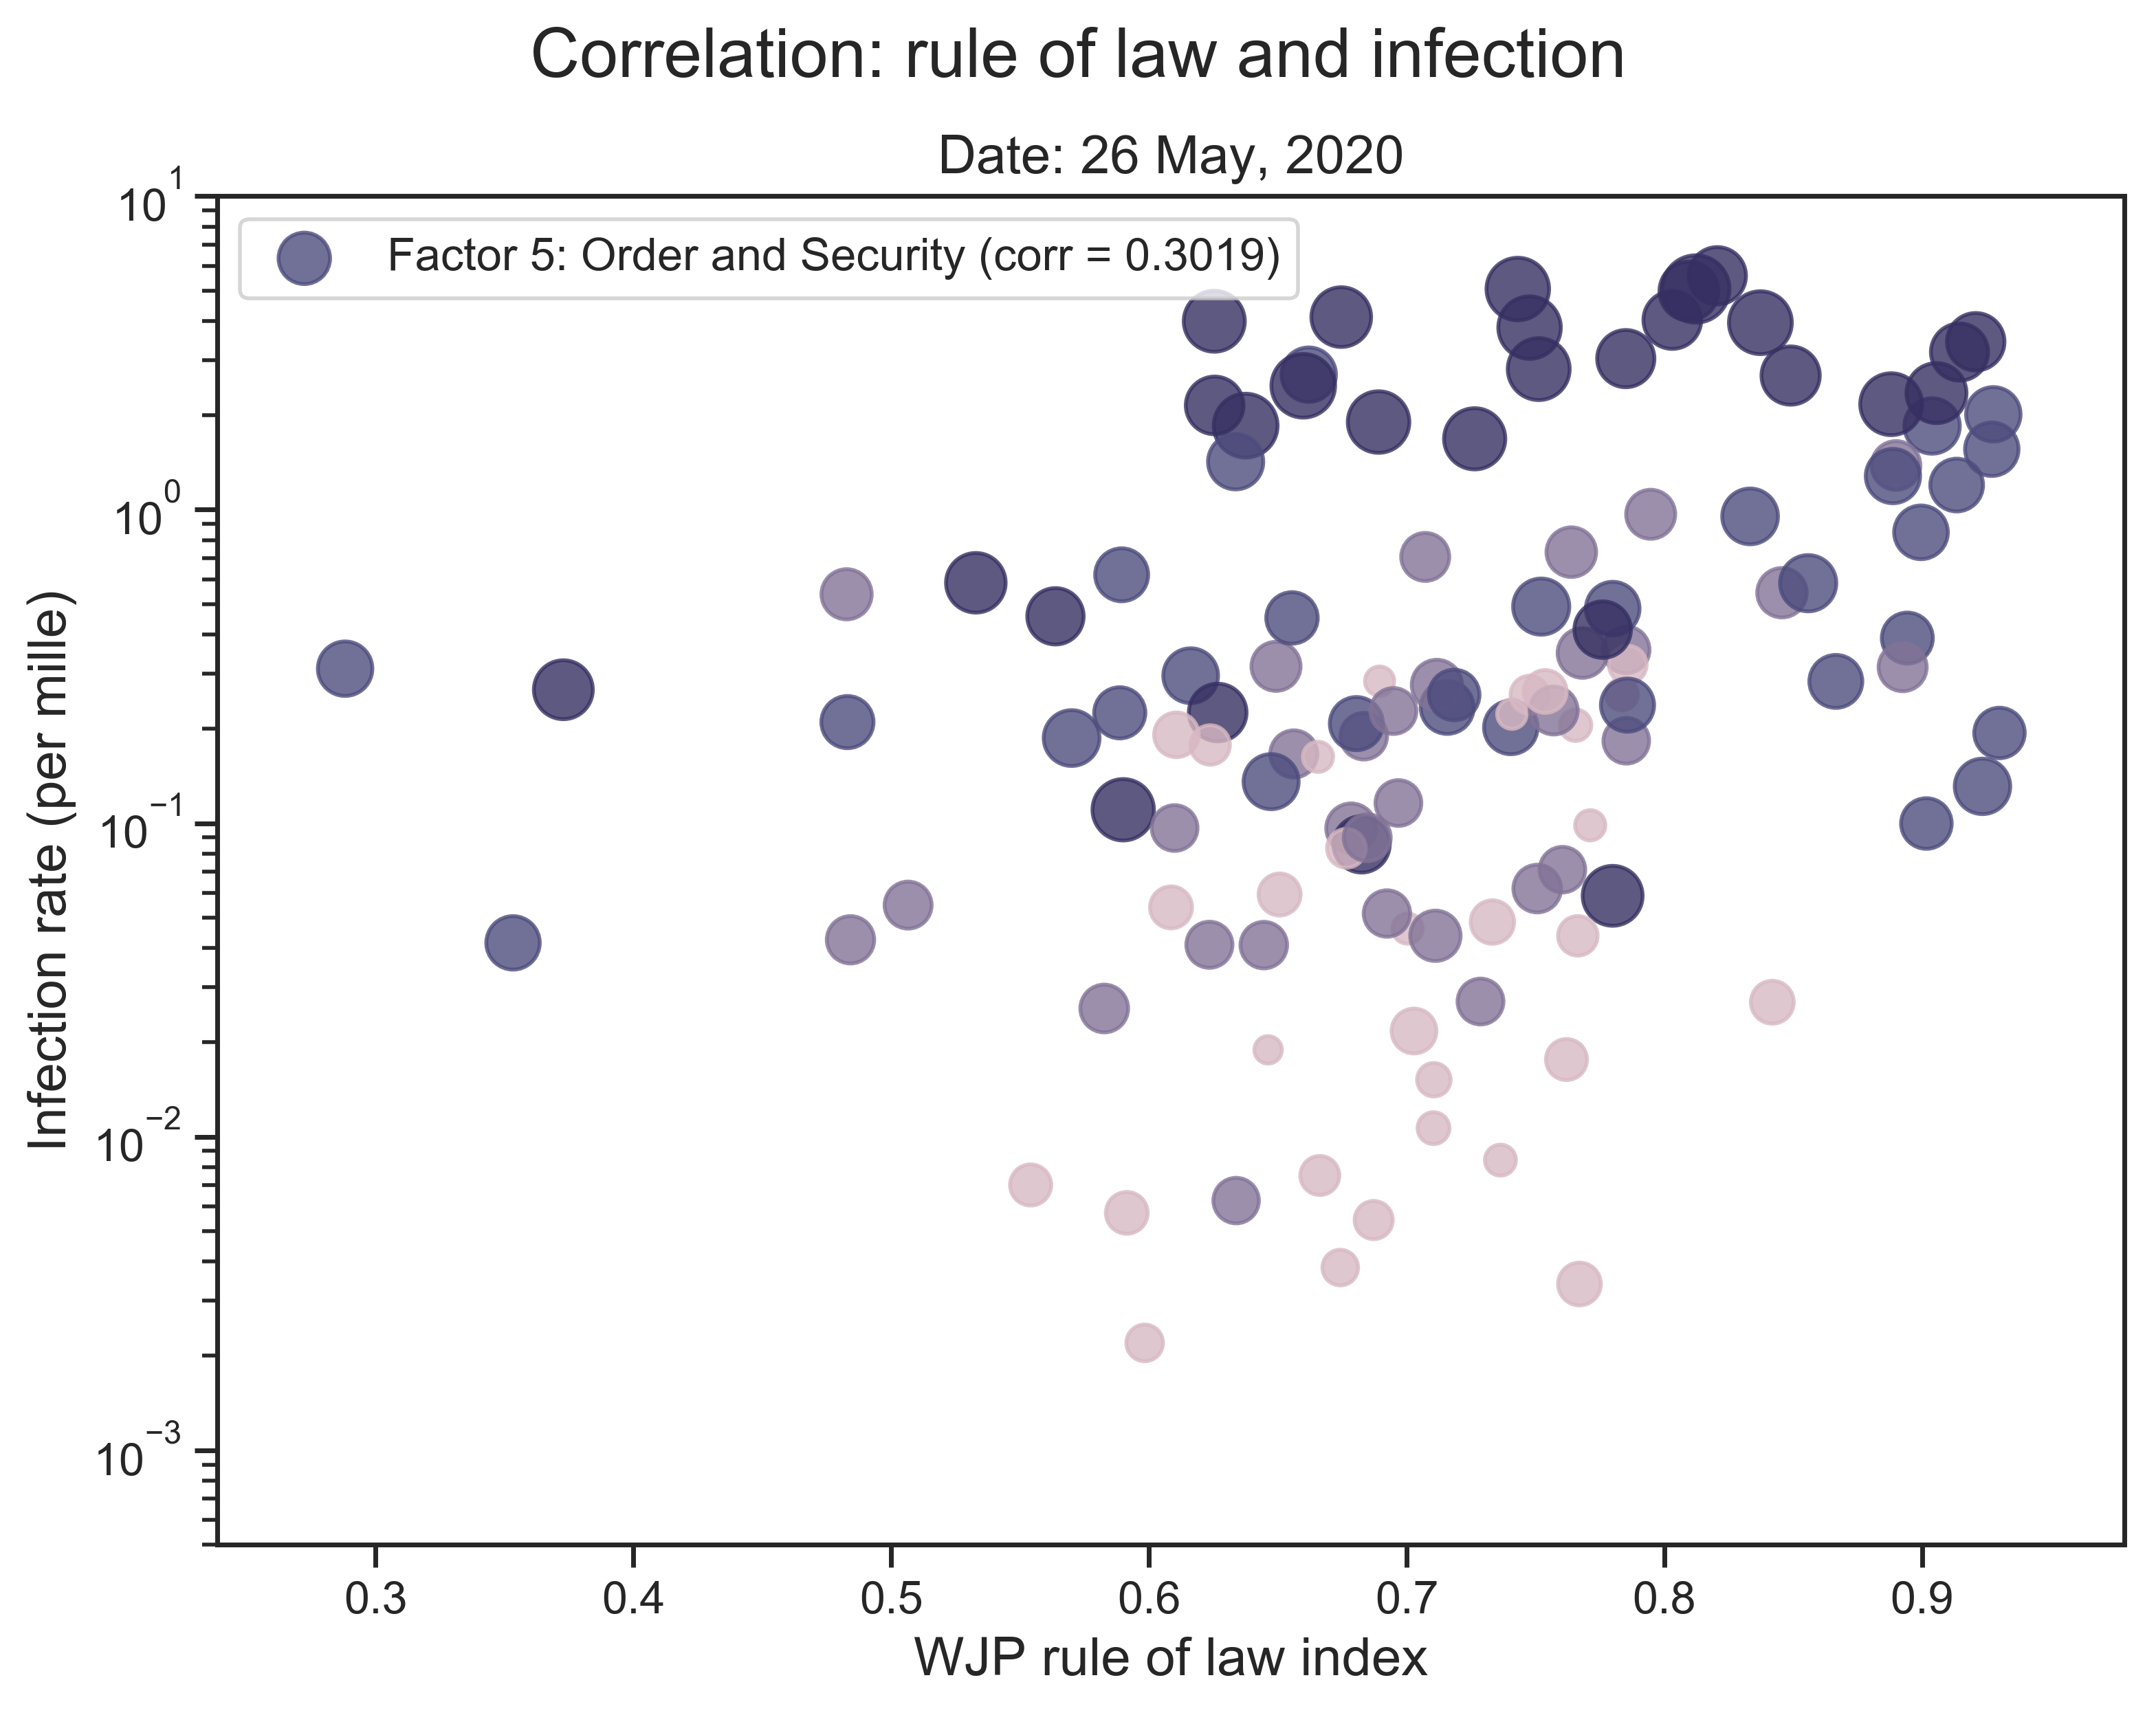 Correlation: rule of law and infection
Date: 26 May, 2020
Factor 5: Order and Security (corr = 0.3019)
Infection rate (per mille)
10^1
10^0
10^−1
10^−2
10^−3
0.3 0.4 0.5 0.6 0.7 0.8 0.9
WJP rule of law index